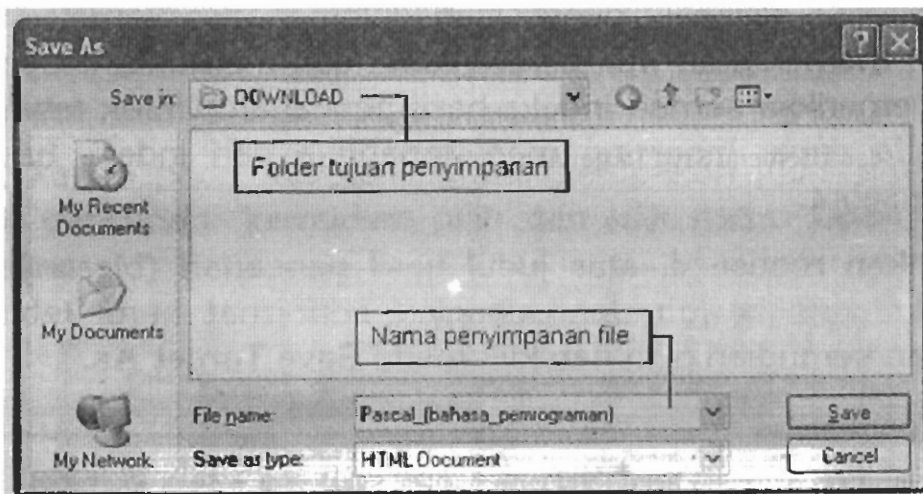 Save As
Save in: DOWNLOAD
Folder tujuan penyimpanan
My Recent
Documents
My Documents
Nama penyimpanan file
My Network
File name: Pascal_(bahasa_pemrograman) Save
Save as type: HTML Document Cancel